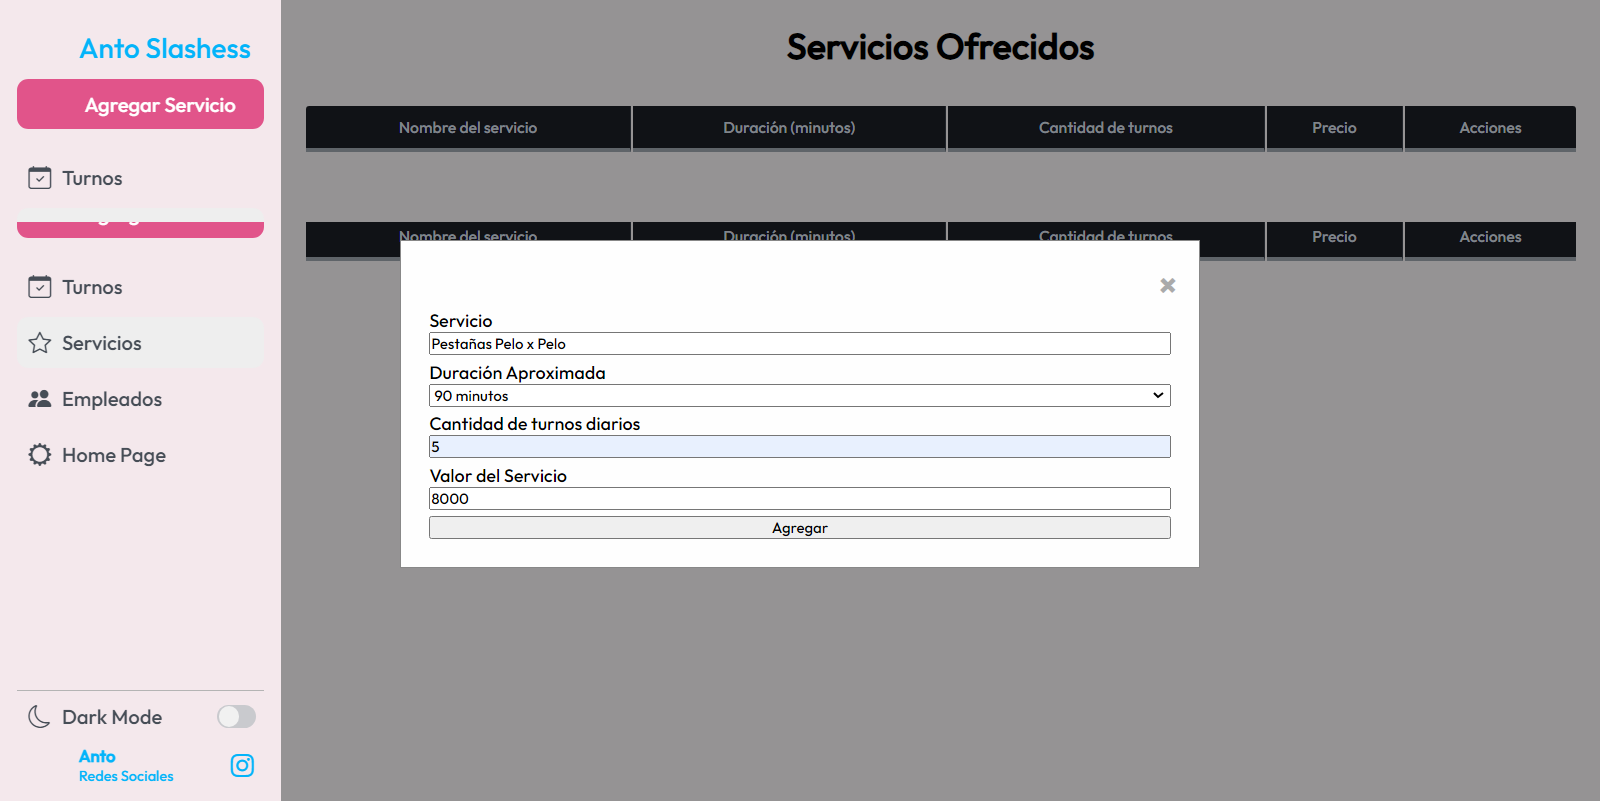 Anto Slashess
Agregar Servicio
Turnos
Turnos
Servicios
Empleados
Home Page
Dark Mode
Anto
Redes Sociales
Servicios Ofrecidos
Nombre del servicio Duración (minutos) Cantidad de turnos Precio Acciones
Nombre del servicio Duración (minutos) Cantidad de turnos Precio Acciones
Servicio
Pestañas Pelo x Pelo
Duración Aproximada
90 minutos
Cantidad de turnos diarios
5
Valor del Servicio
8000
Agregar